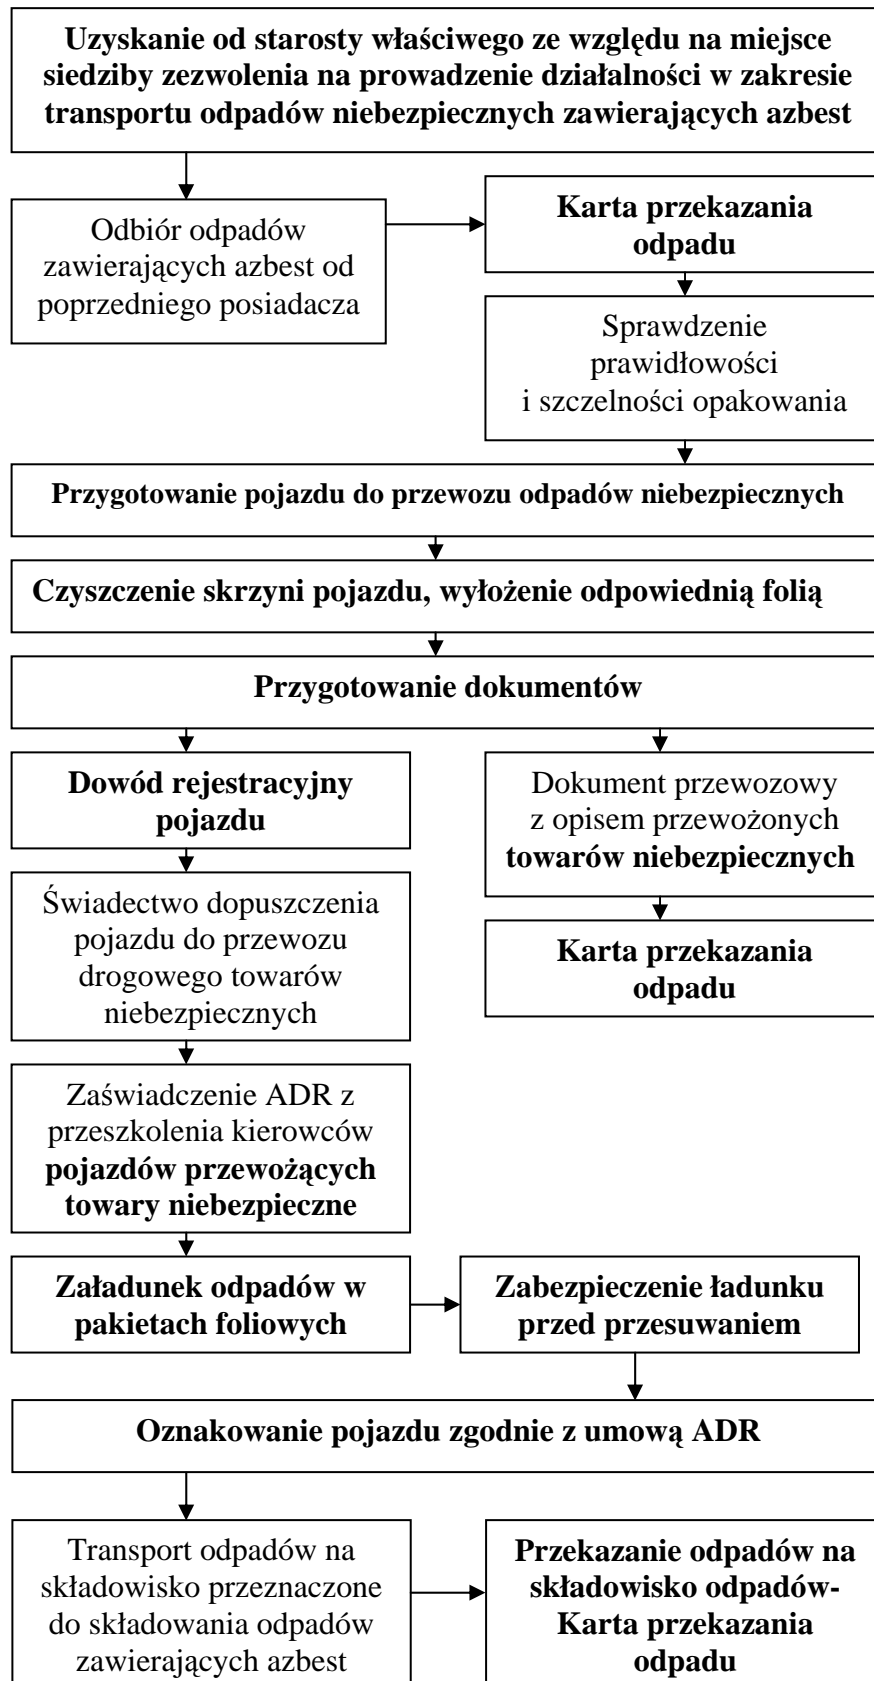 Uzyskanie od starosty właściwego ze względu na miejsce
siedziby zezwolenia na prowadzenie działalności w zakresie
transportu odpadów niebezpiecznych zawierających azbest
Odbiór odpadów
zawierających azbest od
poprzedniego posiadacza
Karta przekazania
odpadu
Sprawdzenie
prawidłowości
i szczelności opakowania
Przygotowanie pojazdu do przewozu odpadów niebezpiecznych
Czyszczenie skrzyni pojazdu, wyłożenie odpowiednią folią
Przygotowanie dokumentów
Dowód rejestracyjny
pojazdu
Świadectwo dopuszczenia
pojazdu do przewozu
drogowego towarów
niebezpiecznych
Zaświadczenie ADR z
przeszkolenia kierowców
pojazdów przewożących
towary niebezpieczne
Dokument przewozowy
z opisem przewożonych
towarów niebezpiecznych
Karta przekazania
odpadu
Załadunek odpadów w
pakietach foliowych
Zabezpieczenie ładunku
przed przesuwaniem
Oznakowanie pojazdu zgodnie z umową ADR
Transport odpadów na
składowisko przeznaczone
do składowania odpadów
zawierających azbest
Przekazanie odpadów na
składowisko odpadów-
Karta przekazania
odpadu